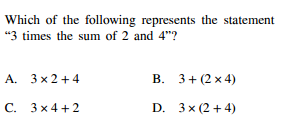 Which of the following represents the statement
“3 times the sum of 2 and 4”?
A. 3 × 2 + 4 B. 3 + (2 × 4)
C. 3 × 4 + 2 D. 3 × (2 + 4)